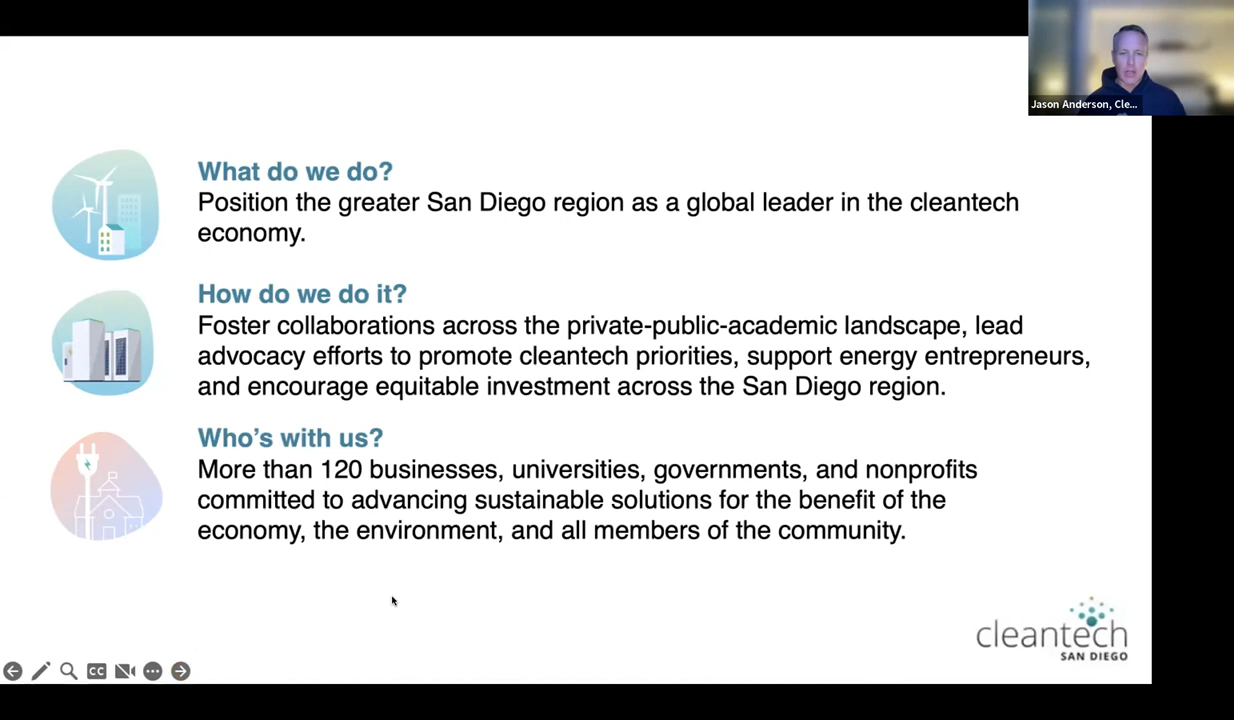 Jason Anderson, Cle...
What do we do?
Position the greater San Diego region as a global leader in the cleantech
economy.
How do we do it?
Foster collaborations across the private-public-academic landscape, lead
advocacy efforts to promote cleantech priorities, support energy entrepreneurs,
and encourage equitable investment across the San Diego region.
Who's with us?
More than 120 businesses, universities, governments, and nonprofits
committed to advancing sustainable solutions for the benefit of the
economy, the environment, and all members of the community.
cleantech
SAN DIEGO
CC